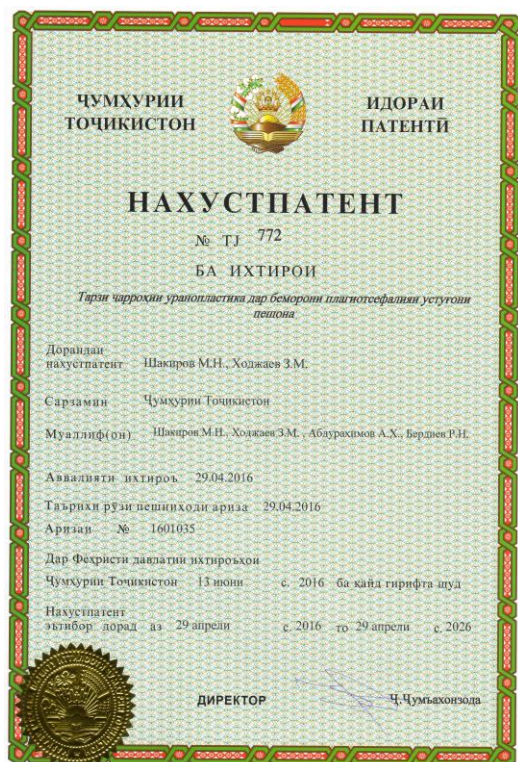 ҶУМҲУРИИ
ТОҶИКИСТОН
ИДОРАИ
ПАТЕНТӢ
НАХУСТПАТЕНТ
№ TJ 772
БА ИХТИРОИ
Тарзи ҷарроҳии уранопластика дар беморони плагиотсефалияи устухони
пешона
Дорандаи
нахустпатент Шакиров М.Н., Ходжаев З.М.
Сарзамин Ҷумҳурии Тоҷикистон
Муаллиф(он) Шакиров М.Н., Ходжаев З.М. , Абдурахимов А.Х., Бердиев Р.Н.
Аввалияти ихтироъ 29.04.2016
Таърихи рӯзи пешниҳоди ариза 29.04.2016
Аризаи № 1601035
Дар Феҳристи давлатии ихтироъҳои
Ҷумҳурии Тоҷикистон 13 июни с. 2016 ба қайд гирифта шуд
Нахустпатент
эътибор дорад аз 29 апрели с. 2016 то 29 апрели с. 2026
ДИРЕКТОР Ҷ.Ҷумъахонзода